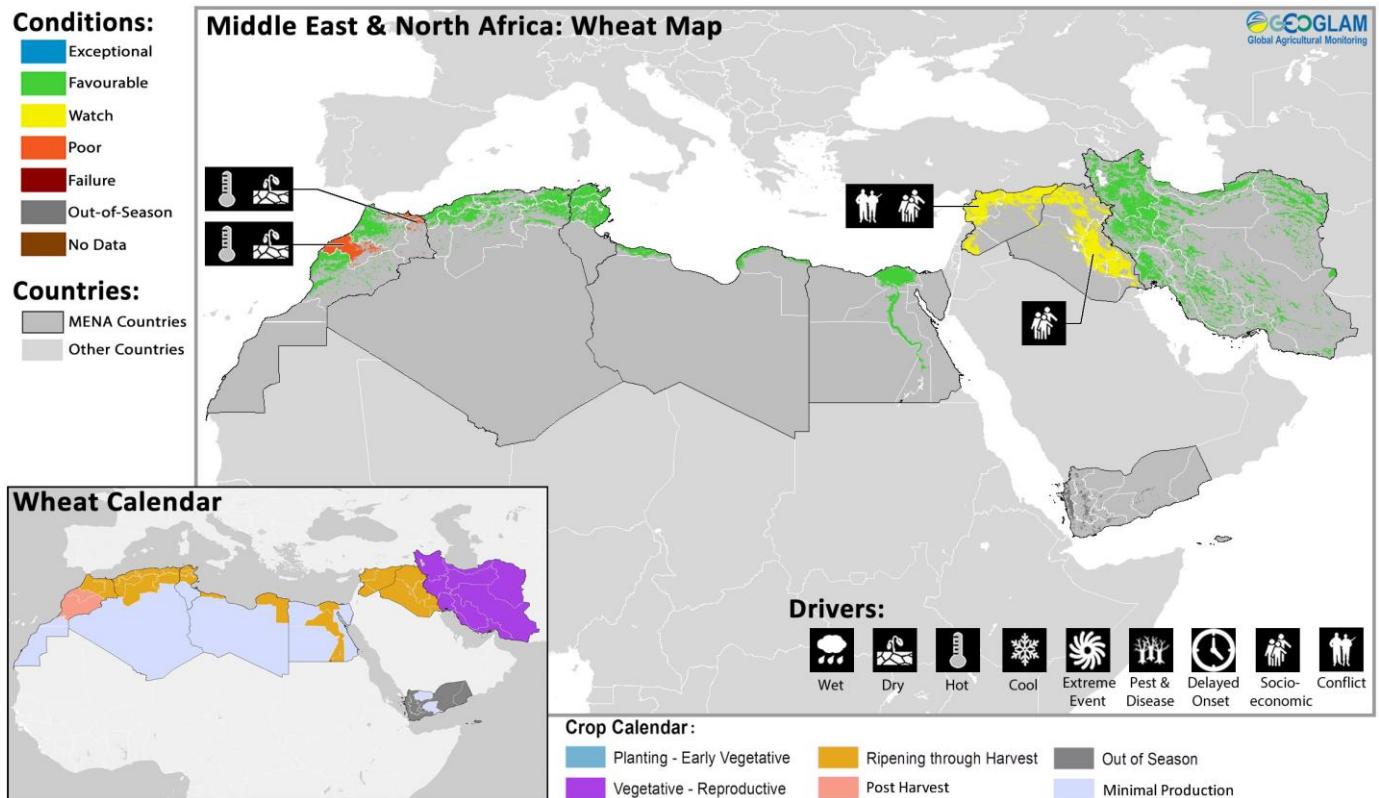 Conditions:
Exceptional
Favourable
Watch
Poor
Failure
Out-of-Season
No Data
Countries:
MENA Countries
Other Countries
Middle East & North Africa: Wheat Map
GEOGLAM
Global Agricultural Monitoring
Wheat Calendar
Drivers:
Wet
Dry
Hot
Cool
Extreme
Event
Pest &
Disease
Delayed
Onset
Socio-
economic
Conflict
Crop Calendar:
Planting - Early Vegetative
Ripening through Harvest
Out of Season
Vegetative - Reproductive
Post Harvest
Minimal Production